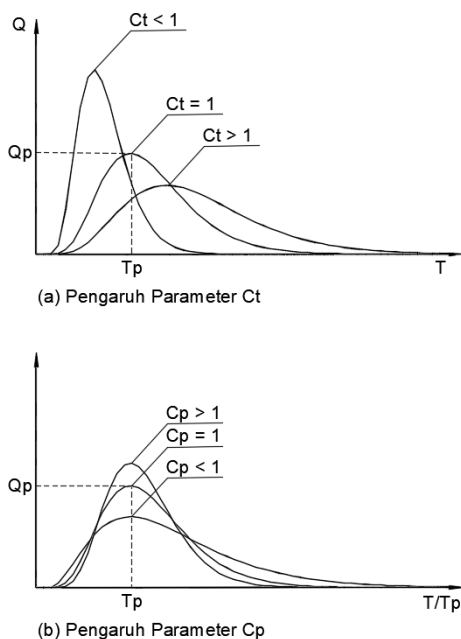 Q
Ct < 1
Ct = 1
Ct > 1
Qp
Tp
T
(a) Pengaruh Parameter Ct
Cp > 1
Cp = 1
Cp < 1
Qp
Tp
T/Tp
(b) Pengaruh Parameter Cp